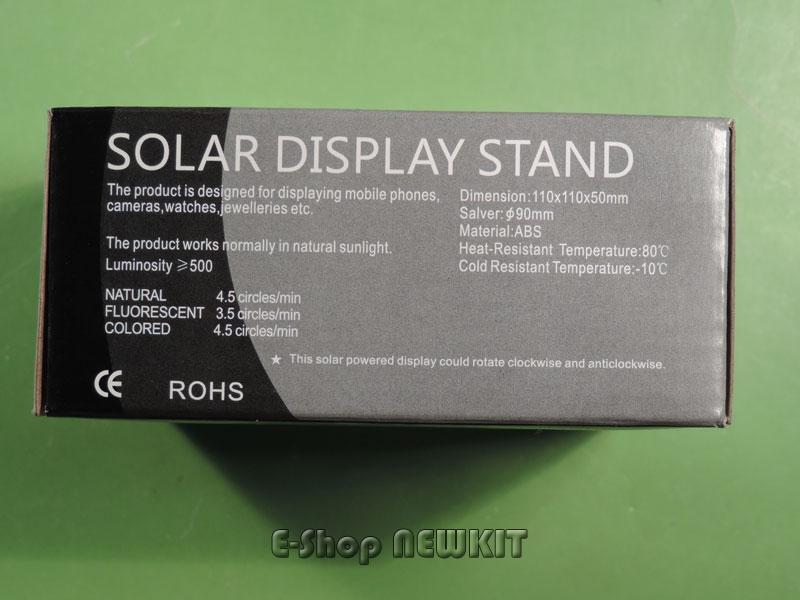 SOLAR DISPLAY STAND
The product is designed for displaying mobile phones,
cameras,watches,jewelleries etc.
The product works normally in natural sunlight.
Luminosity ≥500
NATURAL 4.5 circles/min
FLUORESCENT 3.5 circles/min
COLORED 4.5 circles/min
Dimension:110x110x50mm
Salver:ϕ90mm
Material:ABS
Heat-Resistant Temperature:80℃
Cold Resistant Temperature:-10℃
★ This solar powered display could rotate clockwise and anticlockwise.
CE ROHS
E-Shop NEWKIT